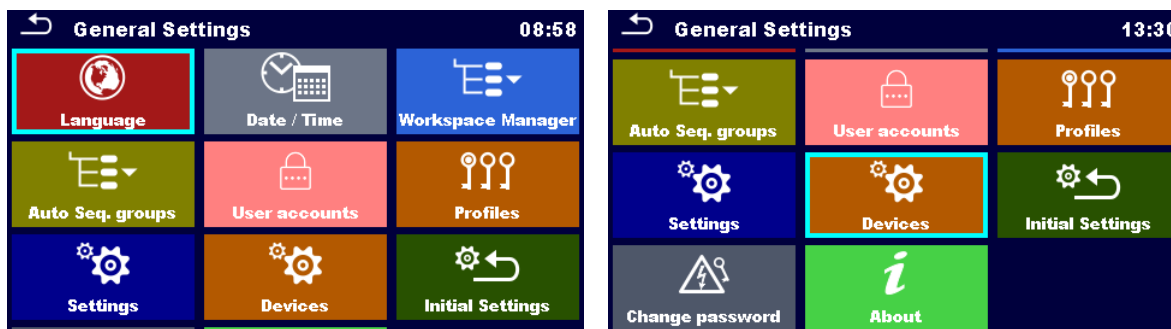 General Settings 08:58
Language Date / Time Workspace Manager
Auto Seq. groups User accounts Profiles
Settings Devices Initial Settings
General Settings 13:30
Auto Seq. groups User accounts Profiles
Settings Devices Initial Settings
Change password About